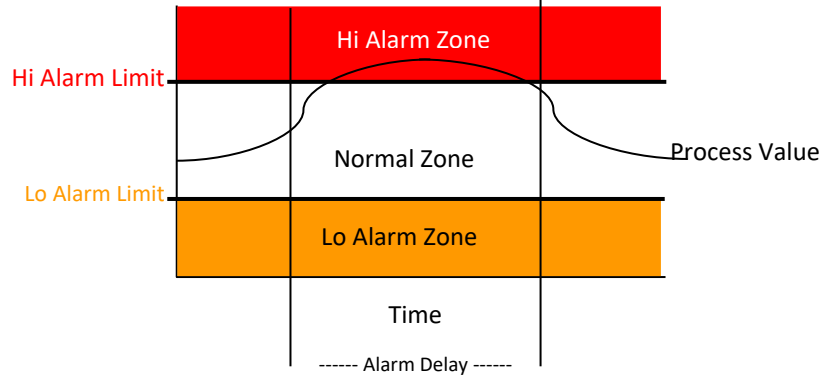 Hi Alarm Zone
Hi Alarm Limit
Normal Zone
Process Value
Lo Alarm Limit
Lo Alarm Zone
Time
------ Alarm Delay ------